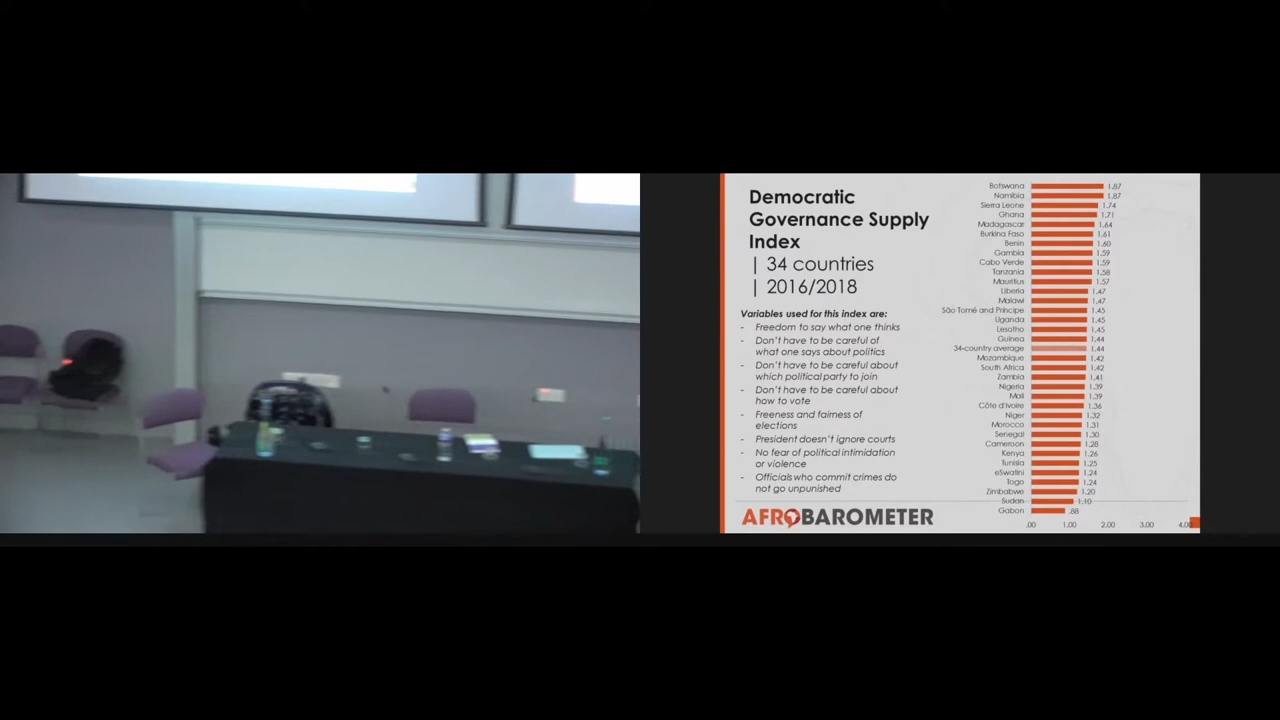 Democratic
Governance Supply
Index
| 34 countries
| 2016/2018
Variables used for this index are:
- Freedom to say what one thinks
- Don't have to be careful of
what one says about politics
- Don't have to be careful about
which political party to join
- Don't have to be careful about
how to vote
- Freeness and fairness of
elections
- President doesn't ignore courts
- No fear of political intimidation
or violence
- Officials who commit crimes do
not go unpunished
AFROBAROMETER
Botswana 1,87
Namibia 1,87
Sierra Leone 1,74
Ghana 1,71
Madagascar 1,64
Burkina Faso 1,61
Benin 1,60
Gambia 1,59
Cabo Verde 1,59
Tanzania 1,58
Mauritius 1,57
Liberia 1,47
Malawi 1,47
São Tomé and Príncipe 1,45
Uganda 1,45
Lesotho 1,45
Guinea 1,44
34-country average 1,44
Mozambique 1,42
South Africa 1,42
Zambia 1,41
Nigeria 1,39
Mali 1,39
Côte d'Ivoire 1,36
Niger 1,32
Morocco 1,31
Senegal 1,30
Cameroon 1,28
Kenya 1,26
Tunisia 1,25
eSwatini 1,24
Togo 1,24
Zimbabwe 1,20
Sudan 1,10
Gabon ,88
,00 1,00 2,00 3,00 4,00